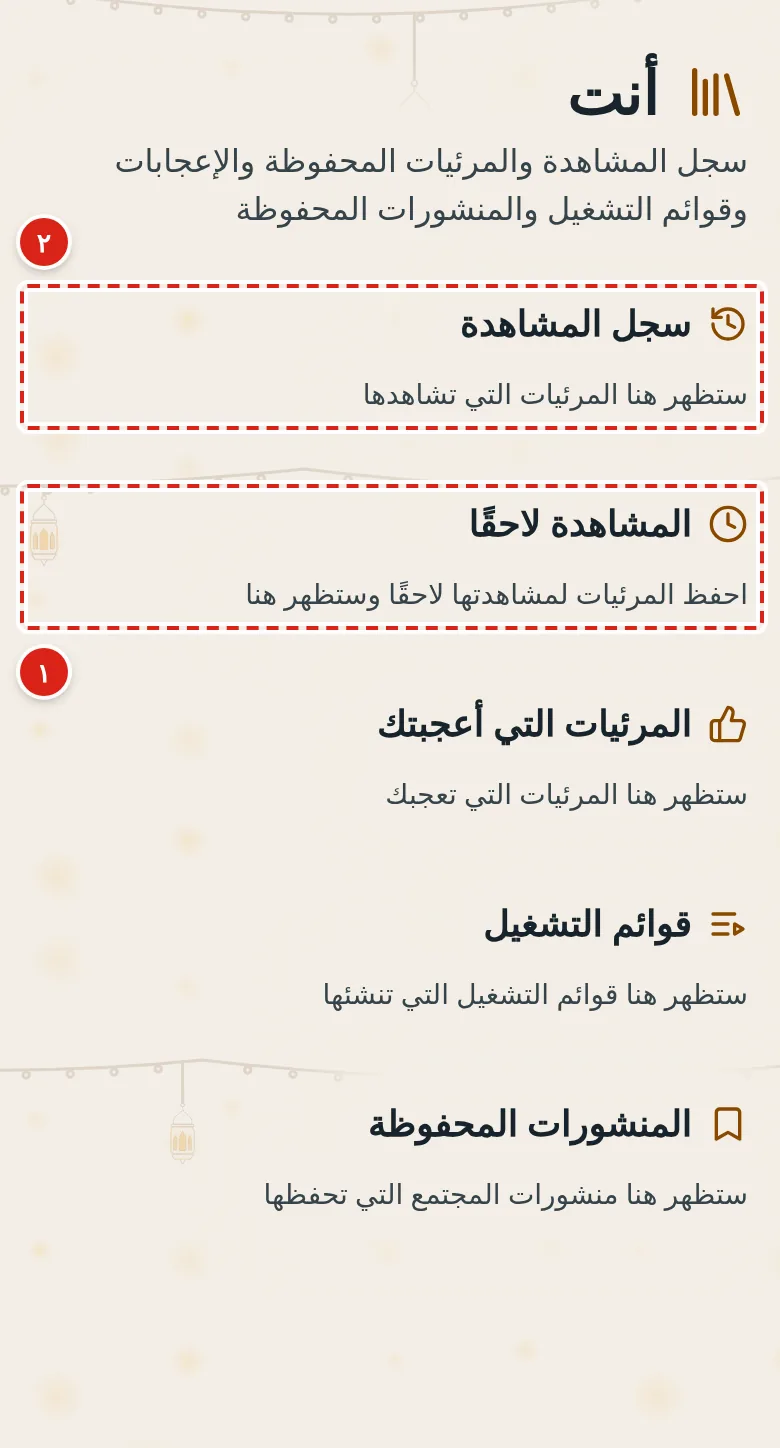 أنت
سجل المشاهدة والمرئيات المحفوظة والإعجابات
وقوائم التشغيل والمنشورات المحفوظة
٢
سجل المشاهدة
ستظهر هنا المرئيات التي تشاهدها
المشاهدة لاحقًا
احفظ المرئيات لمشاهدتها لاحقًا وستظهر هنا
١
المرئيات التي أعجبتك
ستظهر هنا المرئيات التي تعجبك
قوائم التشغيل
ستظهر هنا قوائم التشغيل التي تنشئها
المنشورات المحفوظة
ستظهر هنا منشورات المجتمع التي تحفظها